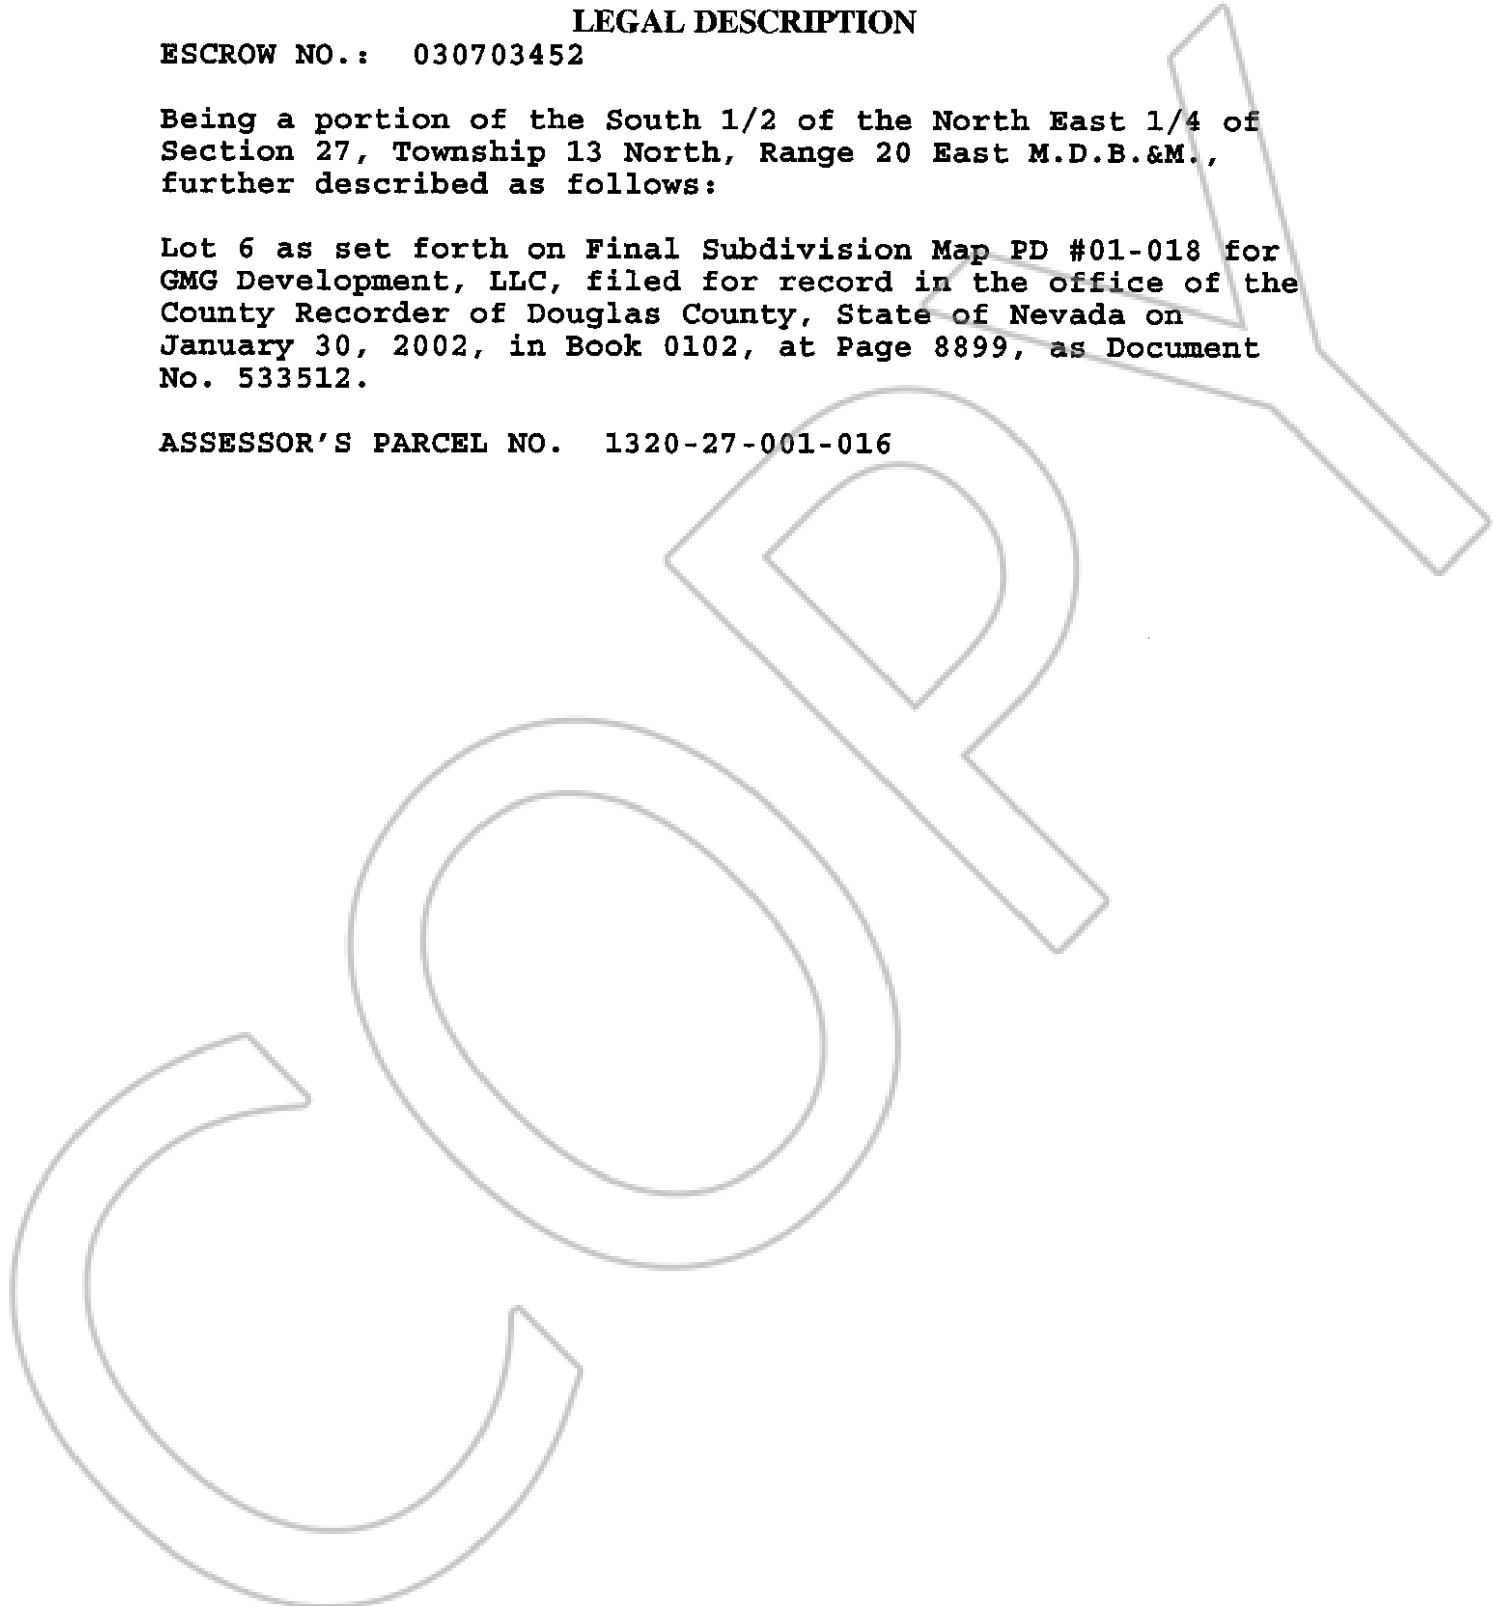 LEGAL DESCRIPTION
ESCROW NO.: 030703452
Being a portion of the South 1/2 of the North East 1/4 of
Section 27, Township 13 North, Range 20 East M.D.B.&M.,
further described as follows:
Lot 6 as set forth on Final Subdivision Map PD #01-018 for
GMG Development, LLC, filed for record in the office of the
County Recorder of Douglas County, State of Nevada on
January 30, 2002, in Book 0102, at Page 8899, as Document
No. 533512.
ASSESSOR'S PARCEL NO. 1320-27-001-016
COPY